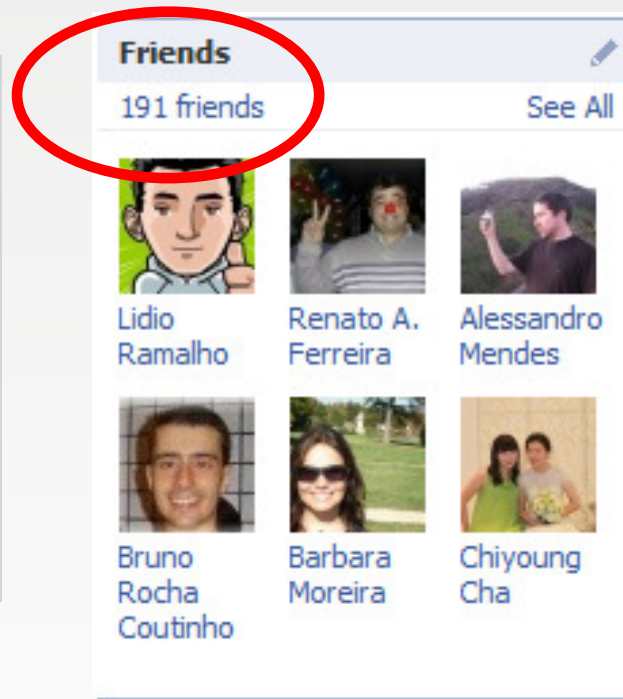 Friends
191 friends
See All
Lidio
Ramalho
Renato A.
Ferreira
Alessandro
Mendes
Bruno
Rocha
Coutinho
Barbara
Moreira
Chiyoung
Cha